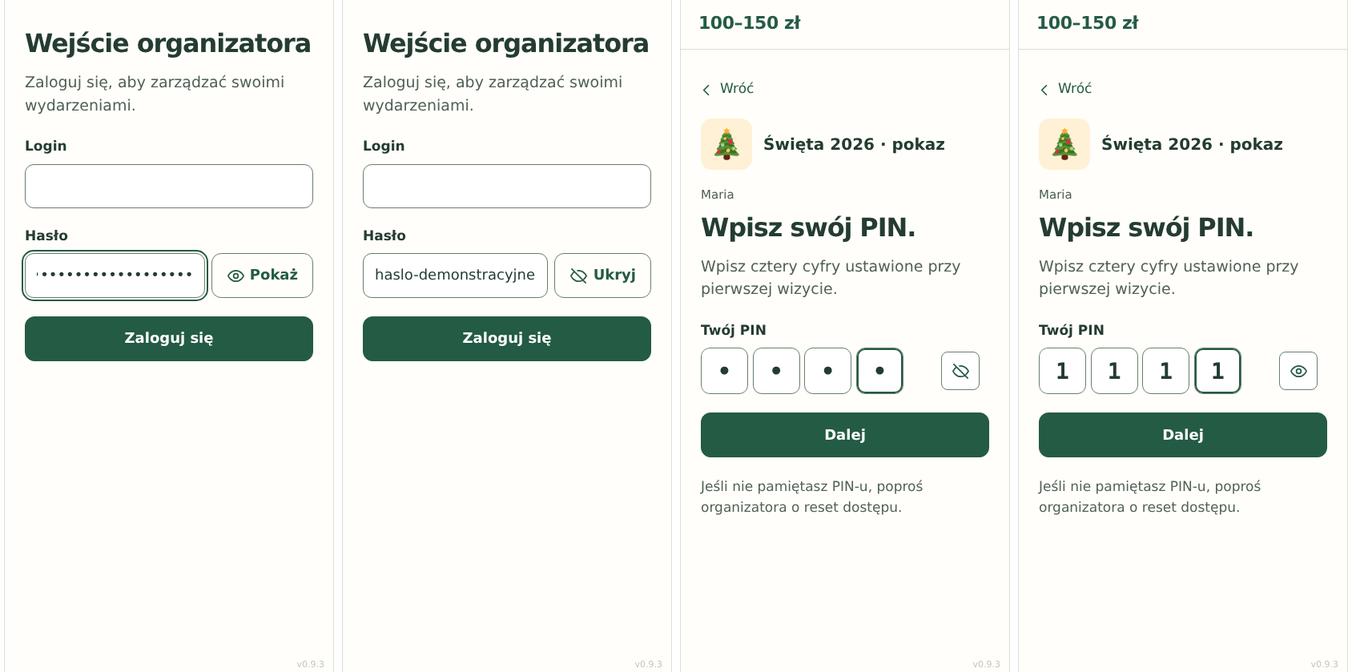 Wejście organizatora
Zaloguj się, aby zarządzać swoimi
wydarzeniami.
Login
Hasło
••••••••••••••••••
Pokaż
Zaloguj się
v0.9.3
Wejście organizatora
Zaloguj się, aby zarządzać swoimi
wydarzeniami.
Login
Hasło
haslo-demonstracyjne
Ukryj
Zaloguj się
v0.9.3
100–150 zł
Wróć
Święta 2026 · pokaz
Maria
Wpisz swój PIN.
Wpisz cztery cyfry ustawione przy
pierwszej wizycie.
Twój PIN
• • • •
Dalej
Jeśli nie pamiętasz PIN-u, poproś
organizatora o reset dostępu.
v0.9.3
100–150 zł
Wróć
Święta 2026 · pokaz
Maria
Wpisz swój PIN.
Wpisz cztery cyfry ustawione przy
pierwszej wizycie.
Twój PIN
1 1 1 1
Dalej
Jeśli nie pamiętasz PIN-u, poproś
organizatora o reset dostępu.
v0.9.3